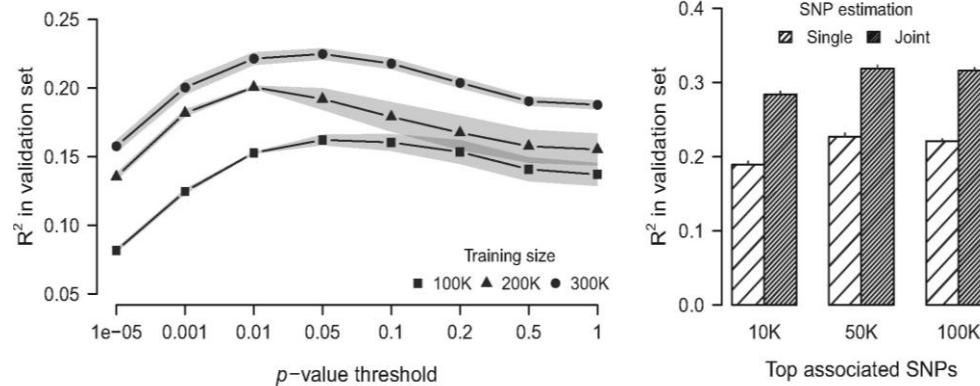 R² in validation set
0.25
0.20
0.15
0.10
0.05
Training size
100K 200K 300K
1e−05 0.001 0.01 0.05 0.1 0.2 0.5 1
p−value threshold
R² in validation set
0.4
0.3
0.2
0.1
0.0
SNP estimation
Single Joint
10K 50K 100K
Top associated SNPs